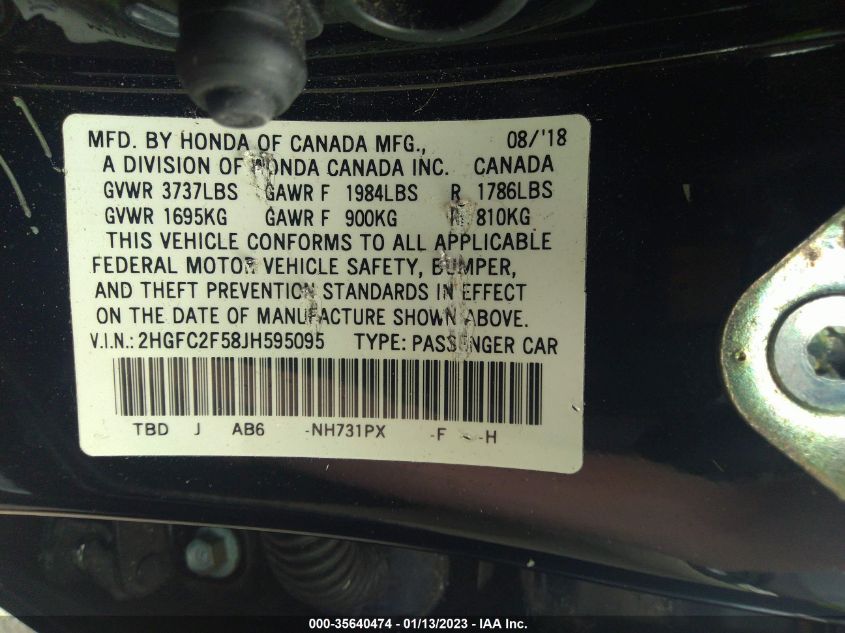 MFD. BY HONDA OF CANADA MFG., 08/'18
A DIVISION OF HONDA CANADA INC. CANADA
GVWR 3737LBS GAWR F 1984LBS R 1786LBS
GVWR 1695KG GAWR F 900KG R 810KG
THIS VEHICLE CONFORMS TO ALL APPLICABLE
FEDERAL MOTOR VEHICLE SAFETY, BUMPER,
AND THEFT PREVENTION STANDARDS IN EFFECT
ON THE DATE OF MANUFACTURE SHOWN ABOVE.
V.I.N.: 2HGFC2F58JH595095 TYPE: PASSENGER CAR
TBD J AB6 -NH731PX -F -H
000-35640474 - 01/13/2023 - IAA Inc.